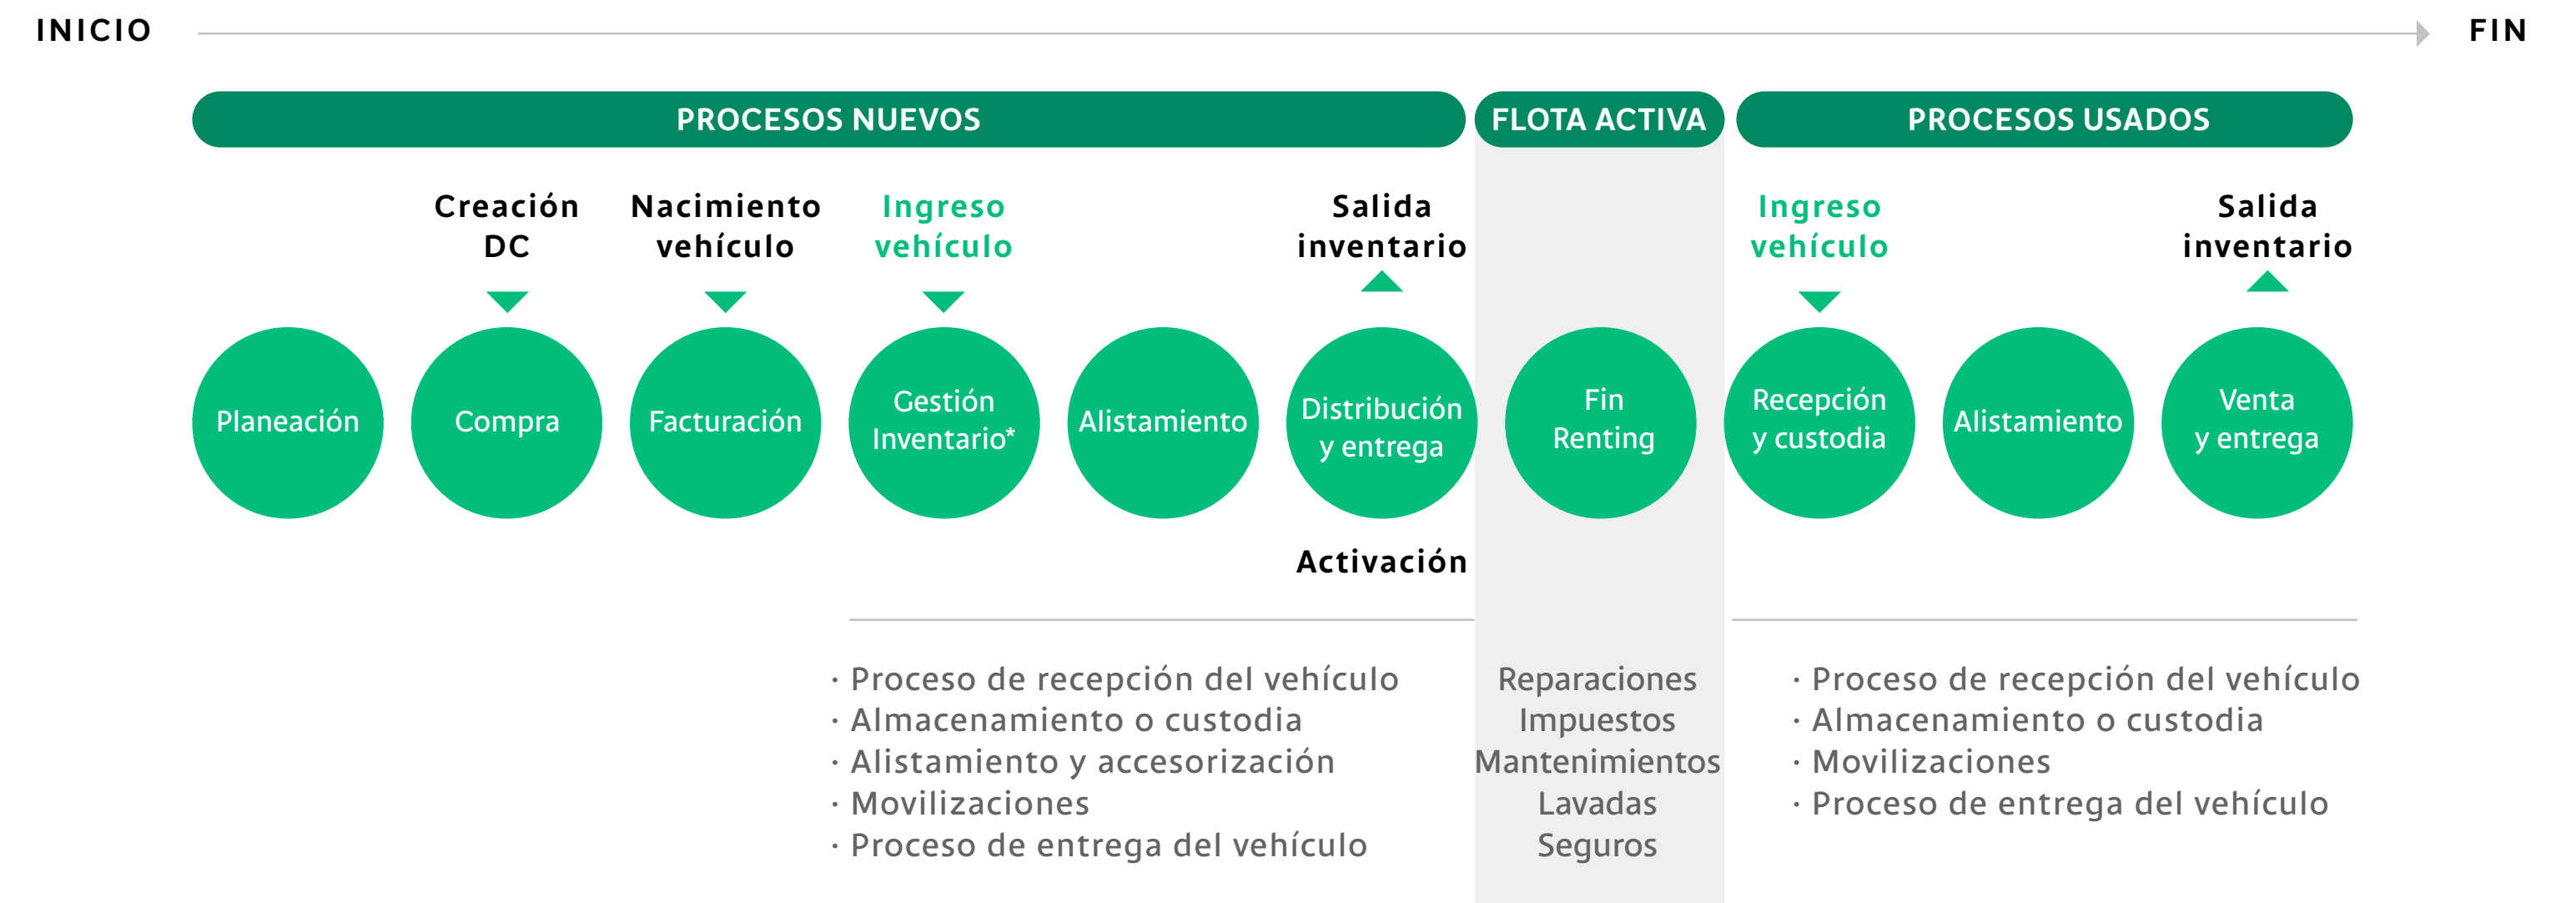 INICIO
FIN
PROCESOS NUEVOS
FLOTA ACTIVA
PROCESOS USADOS
Creación
DC
Nacimiento
vehículo
Ingreso
vehículo
Salida
inventario
Ingreso
vehículo
Salida
inventario
Planeación
Compra
Facturación
Gestión
Inventario*
Alistamiento
Distribución
y entrega
Fin
Renting
Recepción
y custodia
Alistamiento
Venta
y entrega
Activación
· Proceso de recepción del vehículo
· Almacenamiento o custodia
· Alistamiento y accesorización
· Movilizaciones
· Proceso de entrega del vehículo
Reparaciones
Impuestos
Mantenimientos
Lavadas
Seguros
· Proceso de recepción del vehículo
· Almacenamiento o custodia
· Movilizaciones
· Proceso de entrega del vehículo